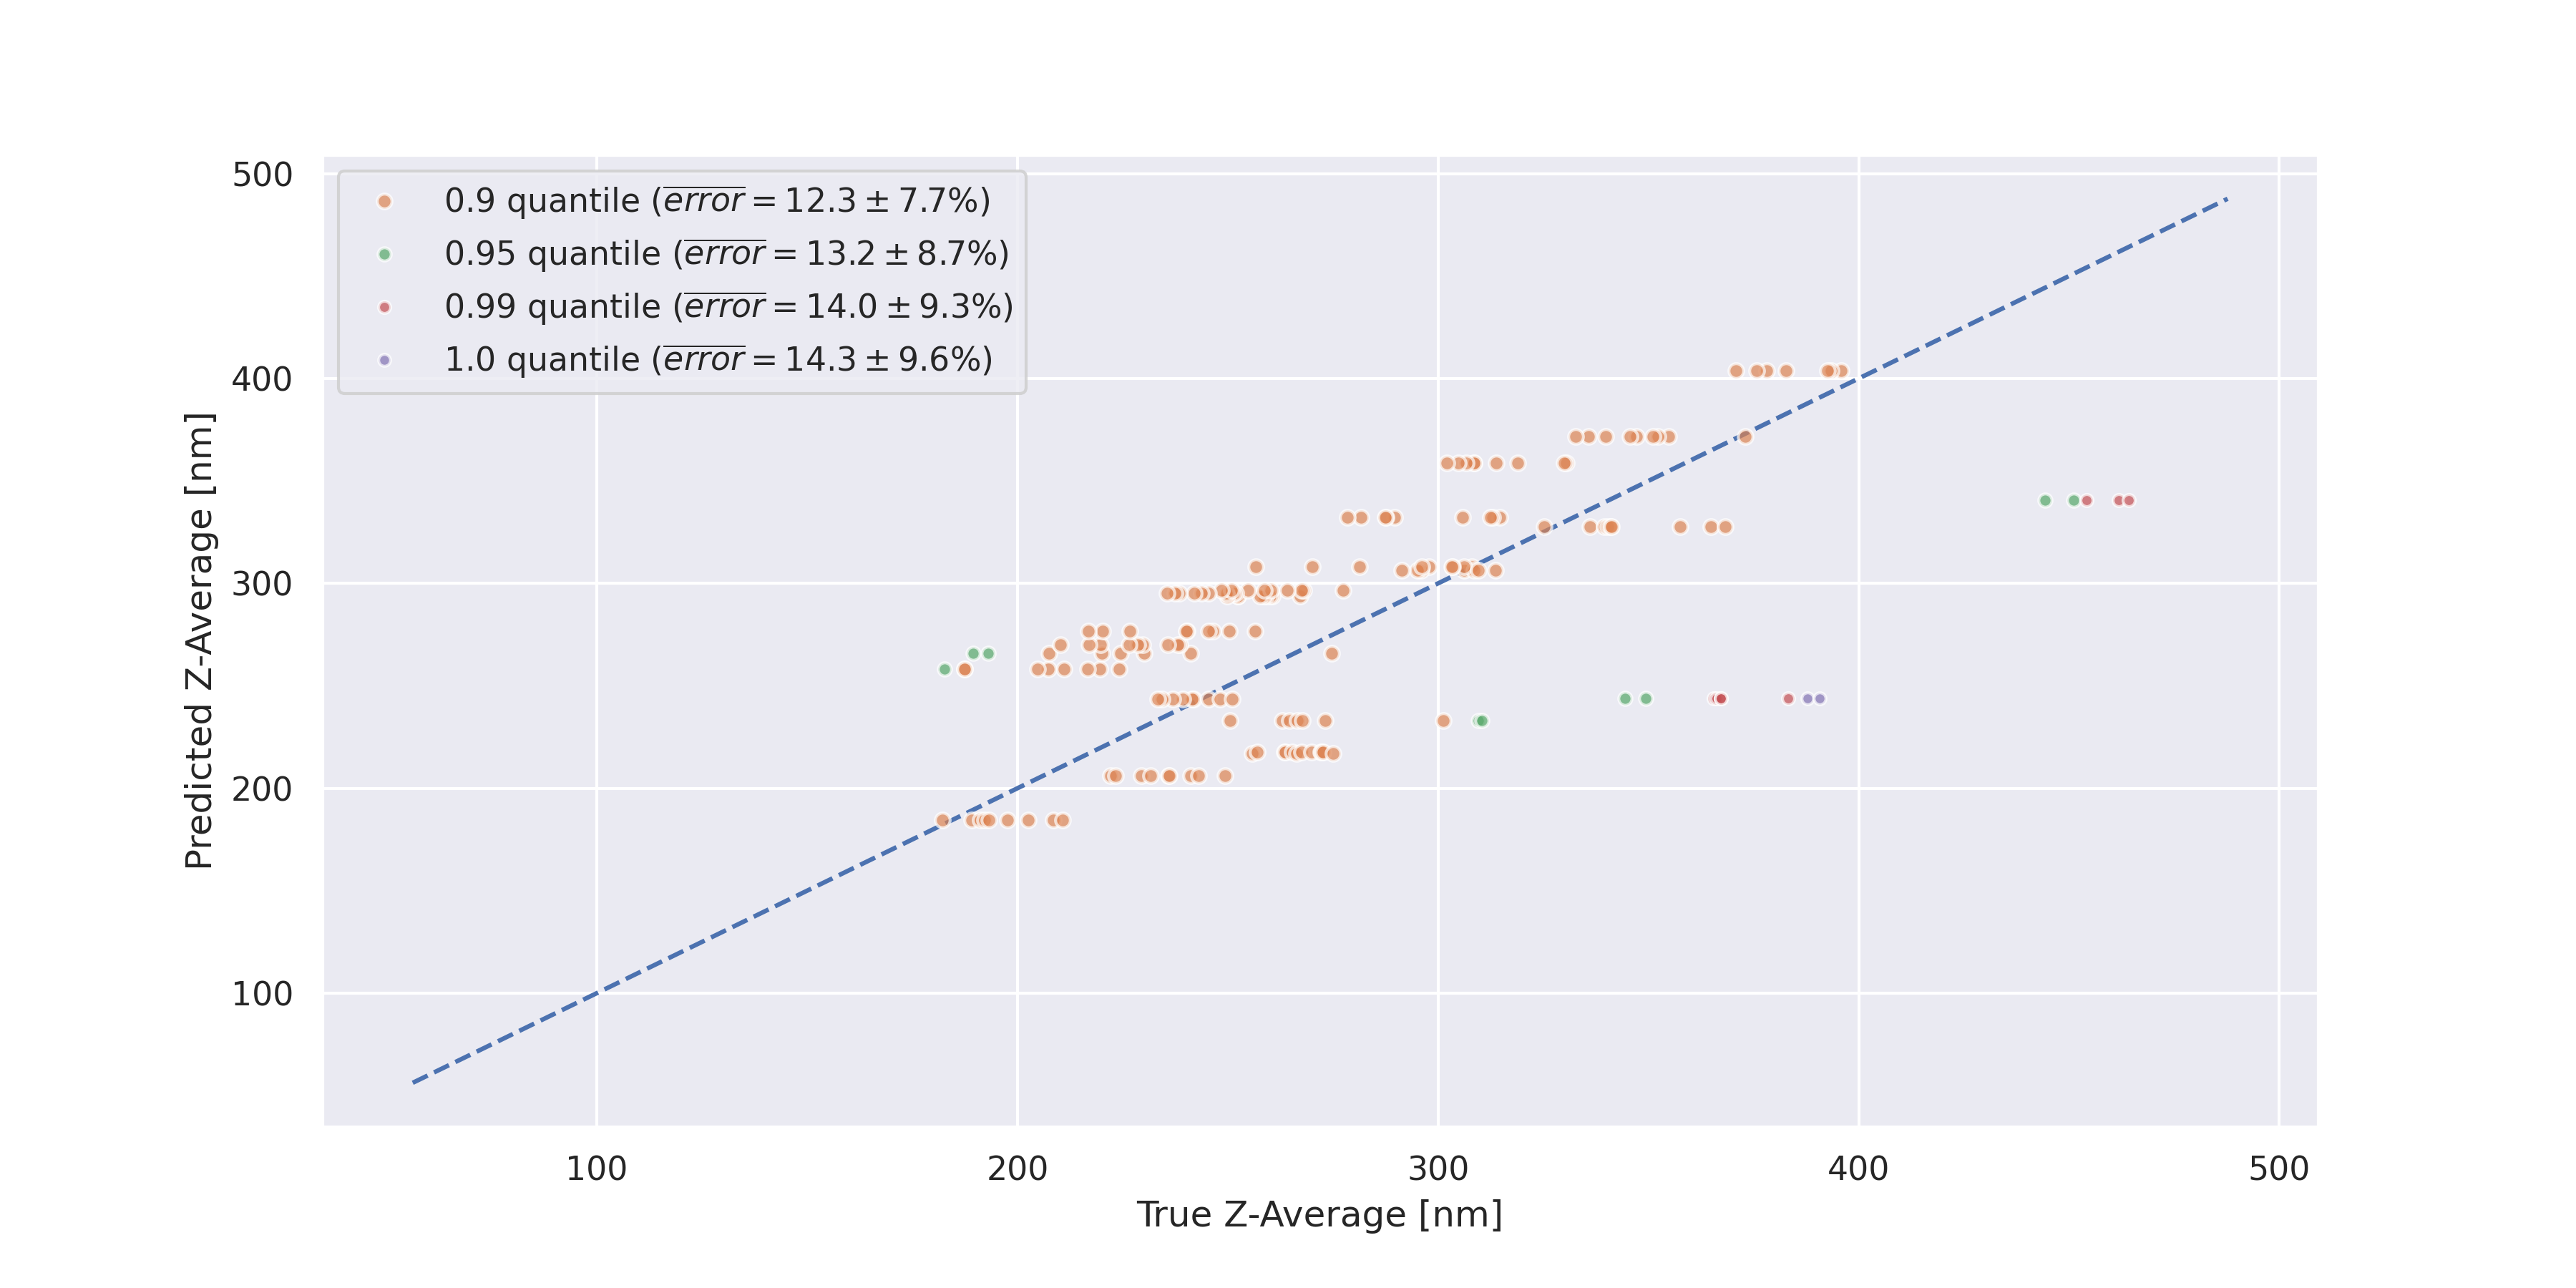 0.9 quantile (error = 12.3 ± 7.7%)
0.95 quantile (error = 13.2 ± 8.7%)
0.99 quantile (error = 14.0 ± 9.3%)
1.0 quantile (error = 14.3 ± 9.6%)
500
400
300
200
100
Predicted Z-Average [nm]
100 200 300 400 500
True Z-Average [nm]